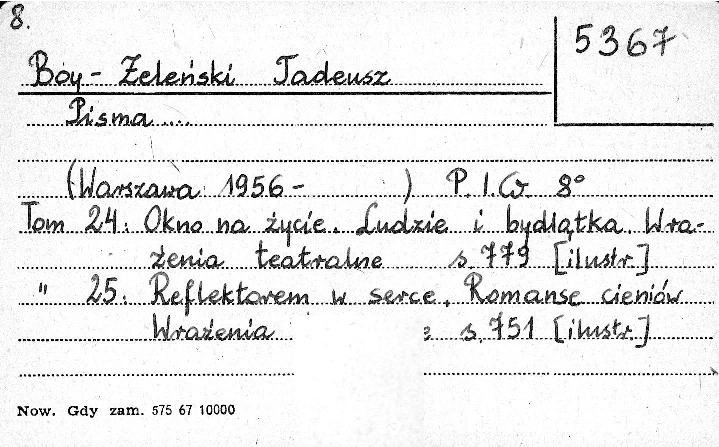 8.
5367
Boy-Żeleński Tadeusz
Pisma....
(Warszawa 1956- ) P.I.W 8°
Tom 24: Okno na życie. Ludzie i bydlątka Wra-
żenia teatralne s. 779 [ilustr.]
" 25: Reflektorem w serce. Romanse cieniów
Wrażenia : s. 751 [ilustr.]
Now. Gdy zam. 575 67 10000